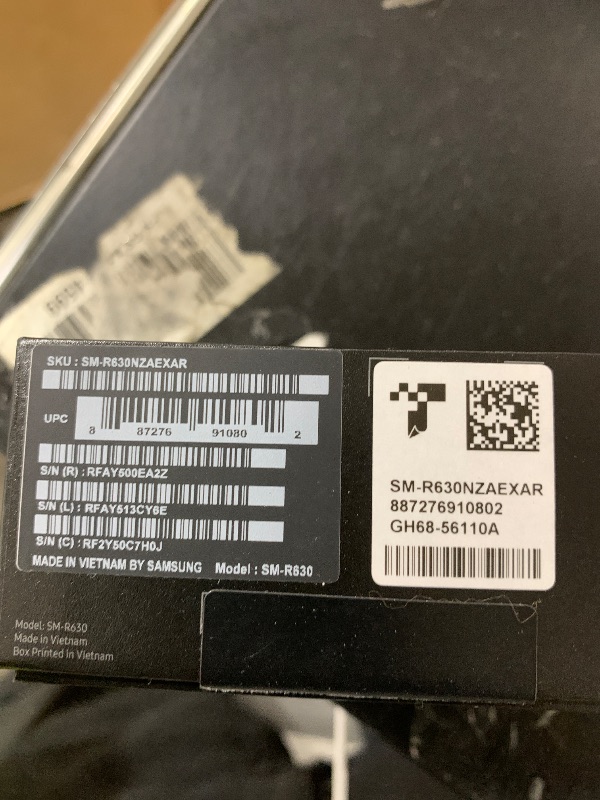 SKU : SM-R630NZAEXAR
UPC
8 87276 91080 2
S/N (R) : RFAY500EA2Z
S/N (L) : RFAY513CY6E
S/N (C) : RF2Y50C7H0J
MADE IN VIETNAM BY SAMSUNG Model : SM-R630
SM-R630NZAEXAR
887276910802
GH68-56110A
Model: SM-R630
Made in Vietnam
Box Printed in Vietnam